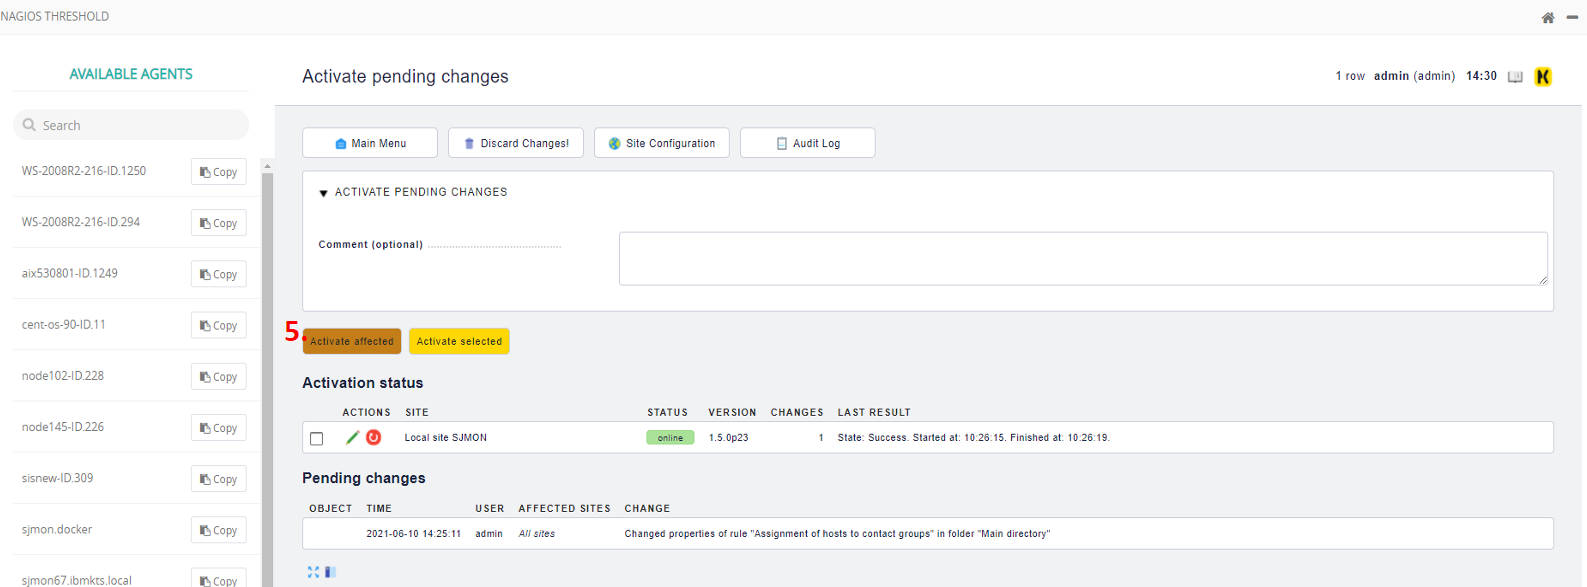 NAGIOS THRESHOLD
AVAILABLE AGENTS
Search
WS-2008R2-216-ID.1250 Copy
WS-2008R2-216-ID.294 Copy
aix530801-ID.1249 Copy
cent-os-90-ID.11 Copy
node102-ID.228 Copy
node145-ID.226 Copy
sisnew-ID.309 Copy
sjmon.docker Copy
sjmon67.ibmkts.local Copy
Activate pending changes
1 row admin (admin) 14:30
Main Menu Discard Changes! Site Configuration Audit Log
ACTIVATE PENDING CHANGES
Comment (optional)
5.
Activate affected Activate selected
Activation status
ACTIONS SITE STATUS VERSION CHANGES LAST RESULT
Local site SJMON online 1.5.0p23 1 State: Success. Started at: 10:26:15. Finished at: 10:26:19.
Pending changes
OBJECT TIME USER AFFECTED SITES CHANGE
2021-06-10 14:25:11 admin All sites Changed properties of rule "Assignment of hosts to contact groups" in folder "Main directory"